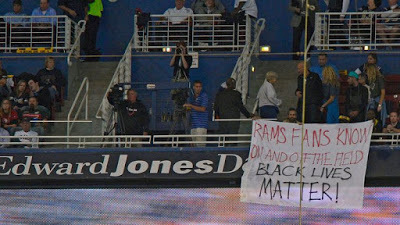 RAMS FANS KNOW
ON AND OFF THE FIELD
BLACK LIVES
MATTER!
EDWARD JONES D